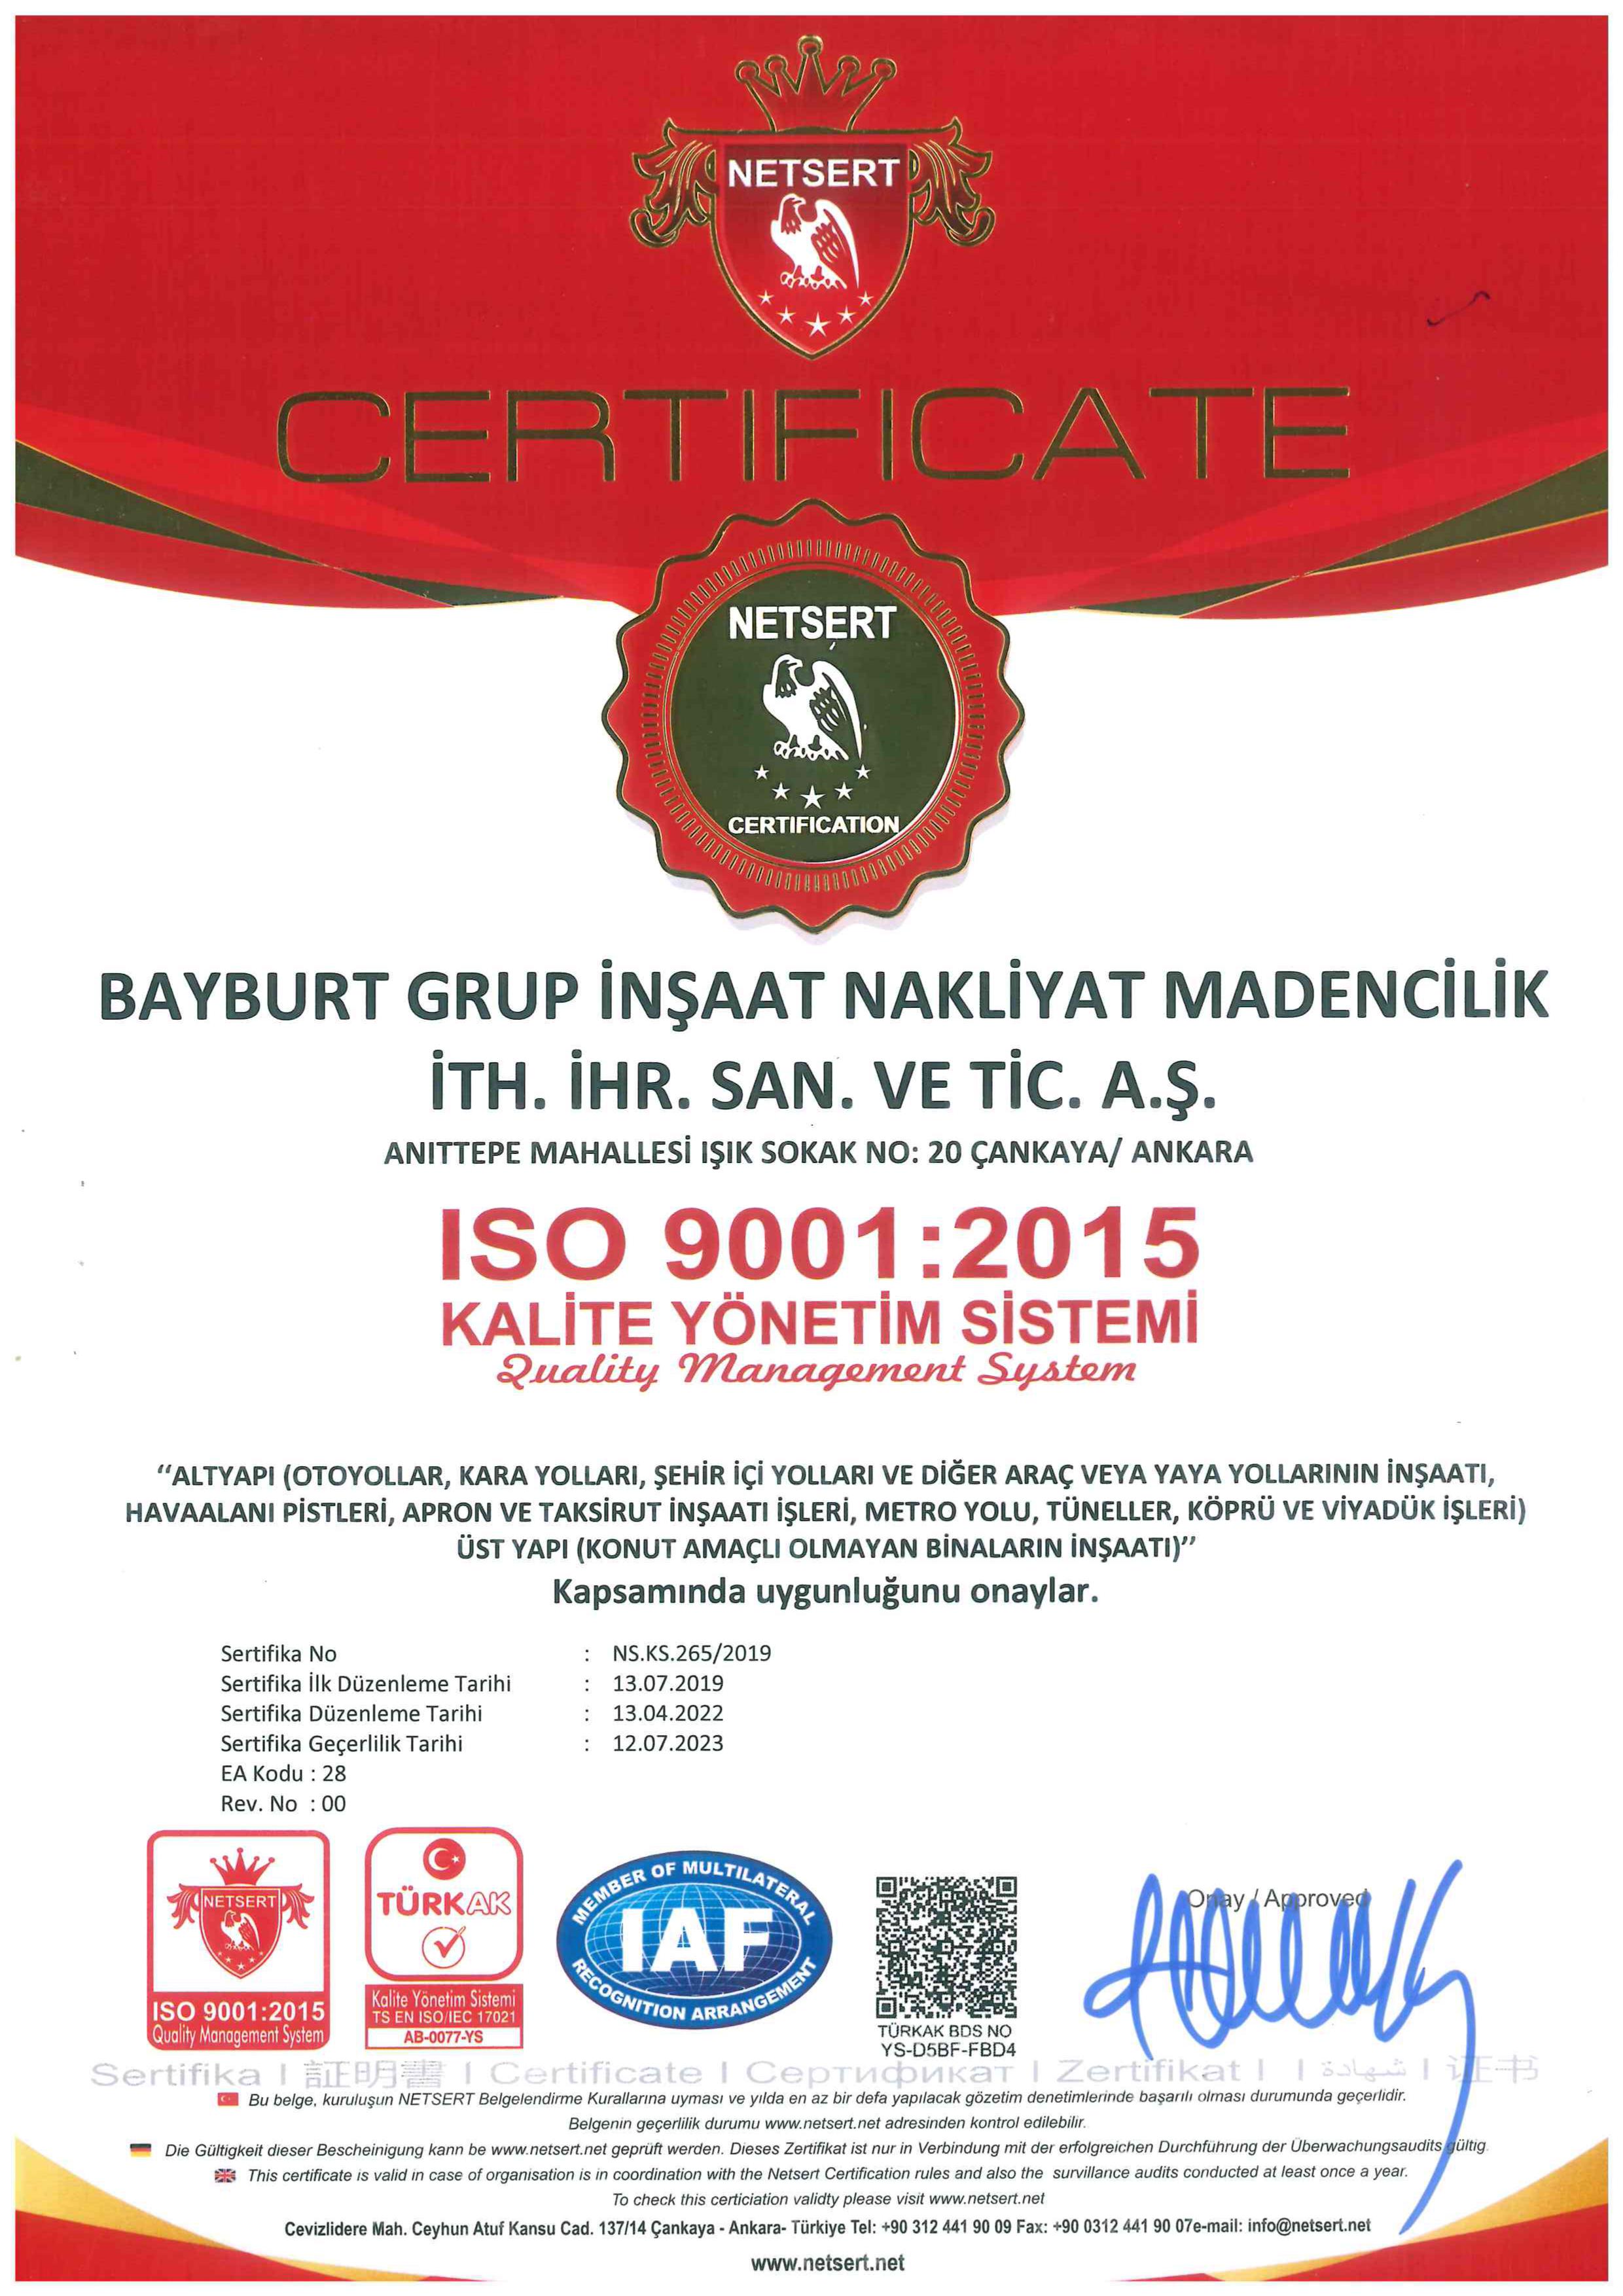 NETSERT
CERTIFICATE
NETSERT
CERTIFICATION
BAYBURT GRUP İNŞAAT NAKLİYAT MADENCİLİK
İTH. İHR. SAN. VE TİC. A.Ş.
ANITTEPE MAHALLESİ IŞIK SOKAK NO: 20 ÇANKAYA/ ANKARA
ISO 9001:2015
KALİTE YÖNETİM SİSTEMİ
Quality Management System
‘‘ALTYAPI (OTOYOLLAR, KARA YOLLARI, ŞEHİR İÇİ YOLLARI VE DİĞER ARAÇ VEYA YAYA YOLLARININ İNŞAATI,
HAVAALANI PİSTLERİ, APRON VE TAKSİRUT İNŞAATI İŞLERİ, METRO YOLU, TÜNELLER, KÖPRÜ VE VİYADÜK İŞLERİ)
ÜST YAPI (KONUT AMAÇLI OLMAYAN BİNALARIN İNŞAATI)’’
Kapsamında uygunluğunu onaylar.
Sertifika No : NS.KS.265/2019
Sertifika İlk Düzenleme Tarihi : 13.07.2019
Sertifika Düzenleme Tarihi : 13.04.2022
Sertifika Geçerlilik Tarihi : 12.07.2023
EA Kodu : 28
Rev. No : 00
NETSERT
ISO 9001:2015
Quality Management System
TÜRKAK
Kalite Yönetim Sistemi
TS EN ISO/IEC 17021
AB-0077-YS
MEMBER OF MULTILATERAL
IAF
RECOGNITION ARRANGEMENT
TÜRKAK BDS NO
YS-D5BF-FBD4
Onay / Approved
Sertifika I 証明書 I Certificate I Сертификат I Zertifikat I شهادة I I 证书
Bu belge, kuruluşun NETSERT Belgelendirme Kurallarına uyması ve yılda en az bir defa yapılacak gözetim denetimlerinde başarılı olması durumunda geçerlidir.
Belgenin geçerlilik durumu www.netsert.net adresinden kontrol edilebilir.
Die Gültigkeit dieser Bescheinigung kann be www.netsert.net geprüft werden. Dieses Zertifikat ist nur in Verbindung mit der erfolgreichen Durchführung der Überwachungsaudits gültig.
This certificate is valid in case of organisation is in coordination with the Netsert Certification rules and also the survillance audits conducted at least once a year.
To check this certiciation validty please visit www.netsert.net
Cevizlidere Mah. Ceyhun Atuf Kansu Cad. 137/14 Çankaya - Ankara- Türkiye Tel: +90 312 441 90 09 Fax: +90 0312 441 90 07e-mail: info@netsert.net
www.netsert.net